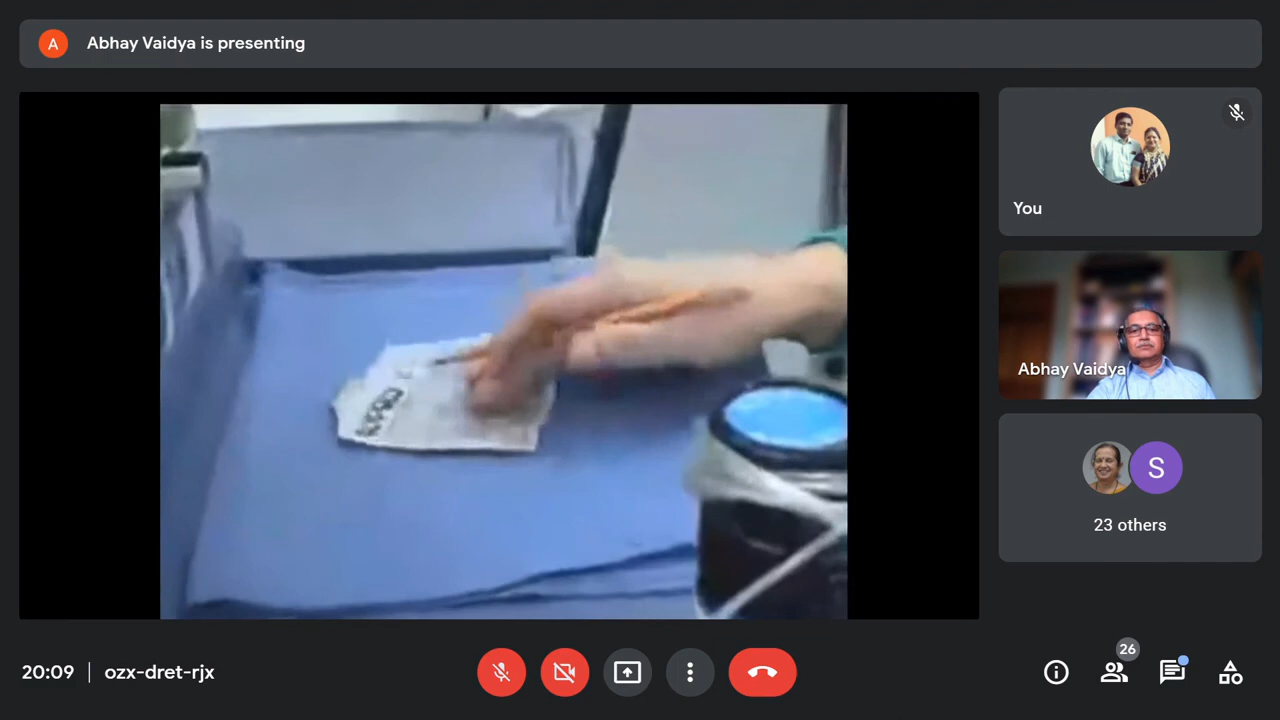 A
Abhay Vaidya is presenting
You
Abhay Vaidya
S
23 others
20:09
ozx-dret-rjx
26